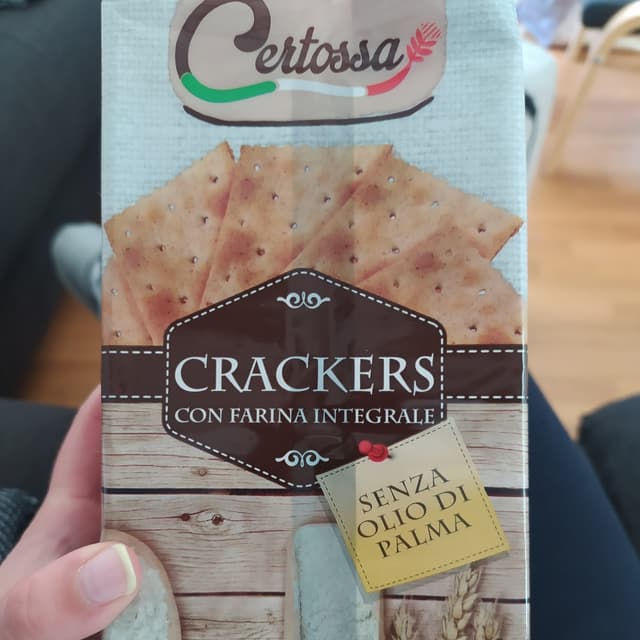 Certossa
CRACKERS
CON FARINA INTEGRALE
SENZA
OLIO DI
PALMA